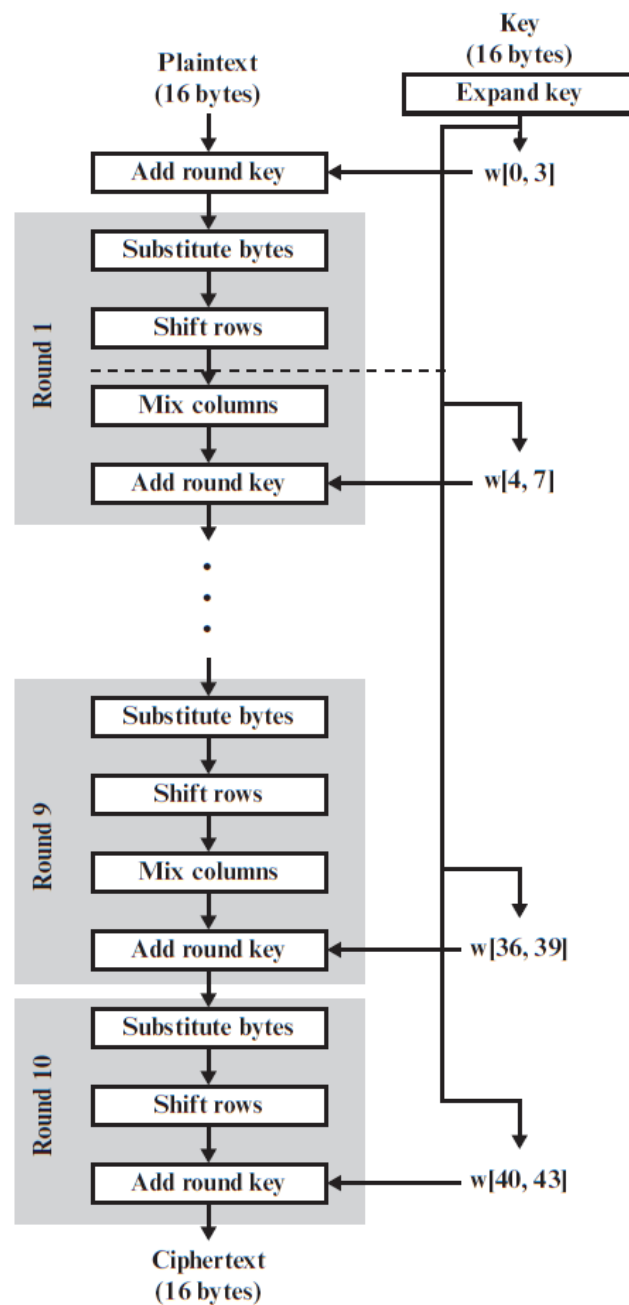 Key
(16 bytes)
Plaintext
(16 bytes)
Expand key
Add round key
w[0, 3]
Round 1
Substitute bytes
Shift rows
Mix columns
Add round key
w[4, 7]
Round 9
Substitute bytes
Shift rows
Mix columns
Add round key
w[36, 39]
Round 10
Substitute bytes
Shift rows
Add round key
w[40, 43]
Ciphertext
(16 bytes)